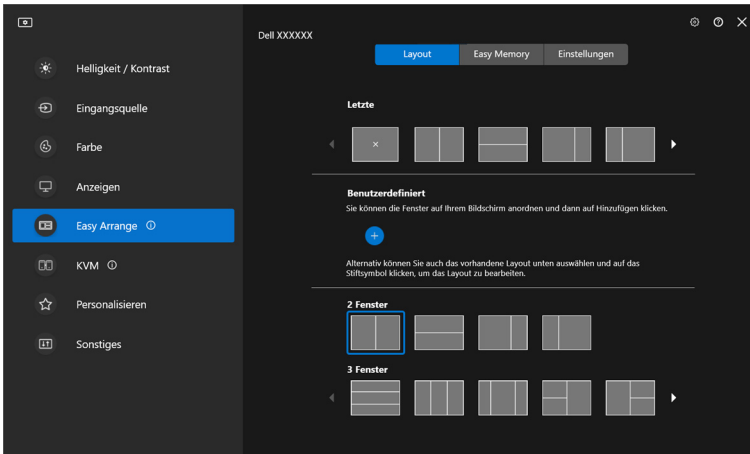 Dell XXXXXX
Helligkeit / Kontrast
Eingangsquelle
Farbe
Anzeigen
Easy Arrange
KVM
Personalisieren
Sonstiges
Layout
Easy Memory
Einstellungen
Letzte
Benutzerdefiniert
Sie können die Fenster auf Ihrem Bildschirm anordnen und dann auf Hinzufügen klicken.
Alternativ können Sie auch das vorhandene Layout unten auswählen und auf das
Stiftsymbol klicken, um das Layout zu bearbeiten.
2 Fenster
3 Fenster